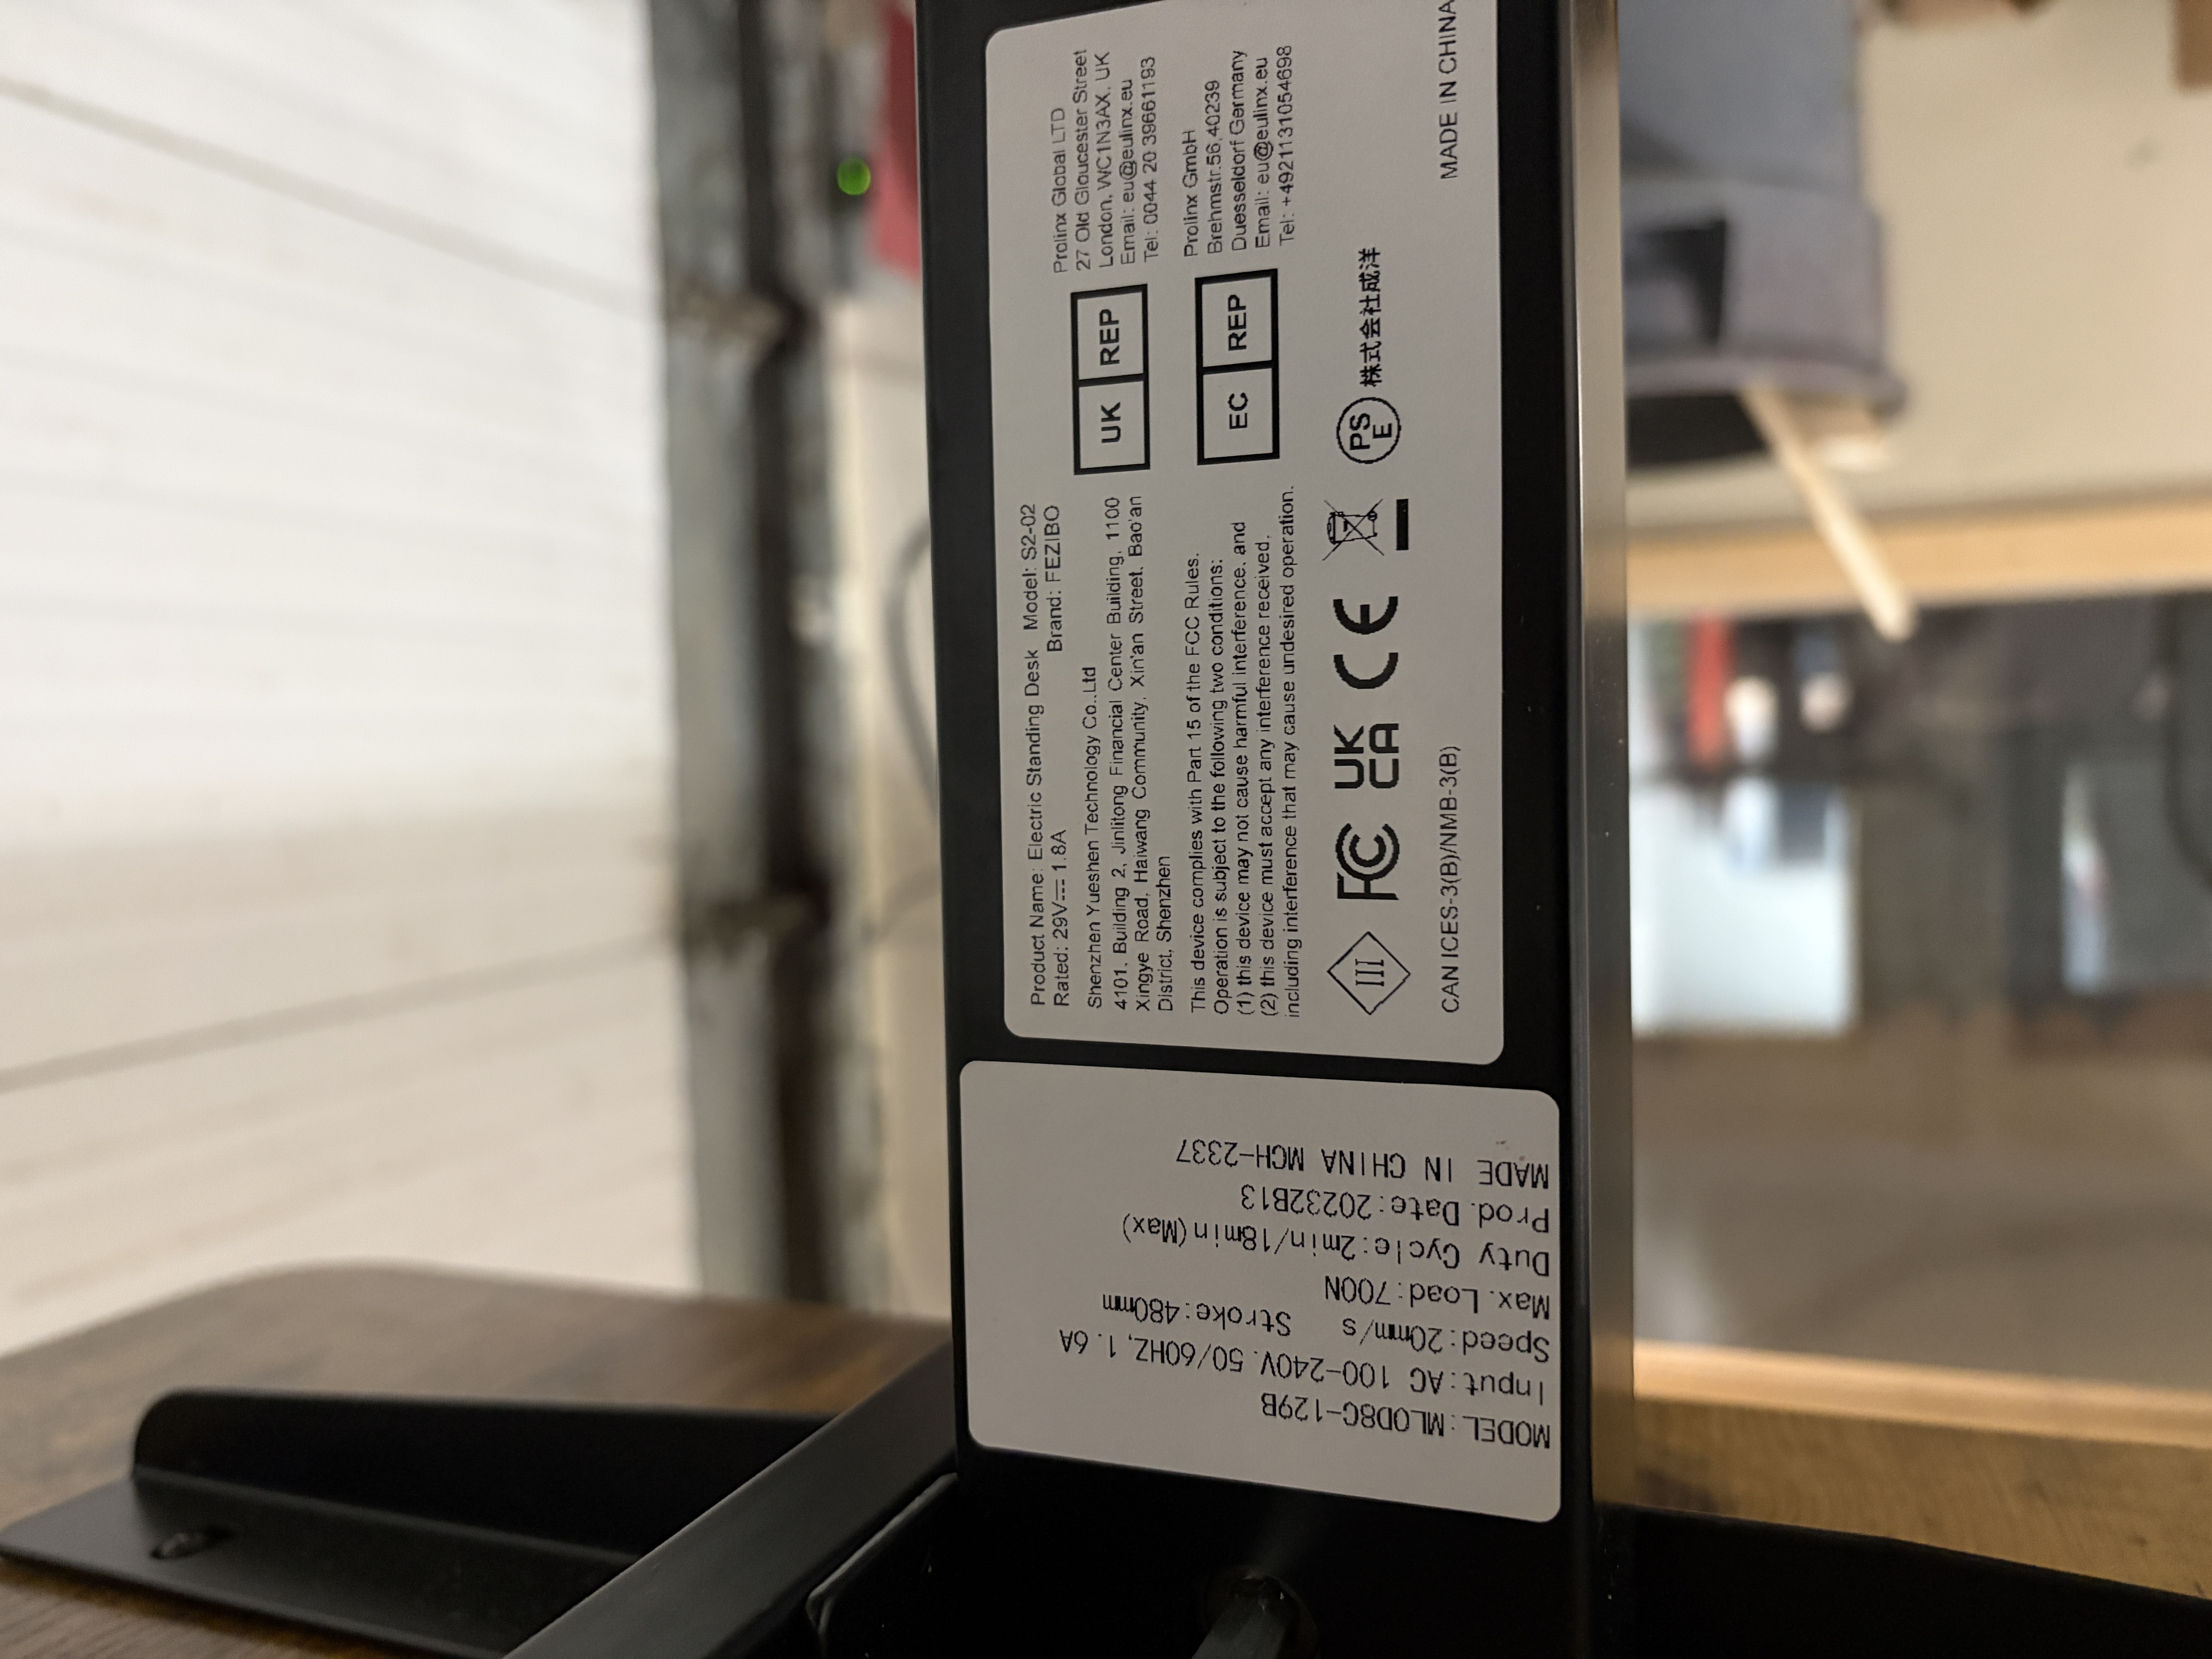 Product Name: Electric Standing Desk Model: S2-02
Rated: 29V⎓1.8A Brand: FEZIBO
Shenzhen Yueshen Technology Co.,Ltd
4101, Building 2, Jinlitong Financial Center Building, 1100
Xingye Road, Haiwang Community, Xin'an Street, Bao'an
District, Shenzhen
This device complies with Part 15 of the FCC Rules.
Operation is subject to the following two conditions:
(1) this device may not cause harmful interference, and
(2) this device must accept any interference received,
including interference that may cause undesired operation.
III FC UK CA CE
CAN ICES-3(B)/NMB-3(B)
UK REP
Prolinx Global LTD
27 Old Gloucester Street
London, WC1N3AX, UK
Email: eu@eulinx.eu
Tel: 0044 20 39661193
EC REP
Prolinx GmbH
Brehmstr.56,40239
Duesseldorf Germany
Email: eu@eulinx.eu
Tel: +4921131054698
PS E 株式会社成洋
MADE IN CHINA
MODEL:MLOD8C-129B
Input:AC 100-240V.50/60HZ,1.6A
Speed:20mm/s Stroke:480mm
Max.Load:700N
Duty Cycle:2min/18min(Max)
Prod.Date:20232B13
MADE IN CHINA MCH-2337